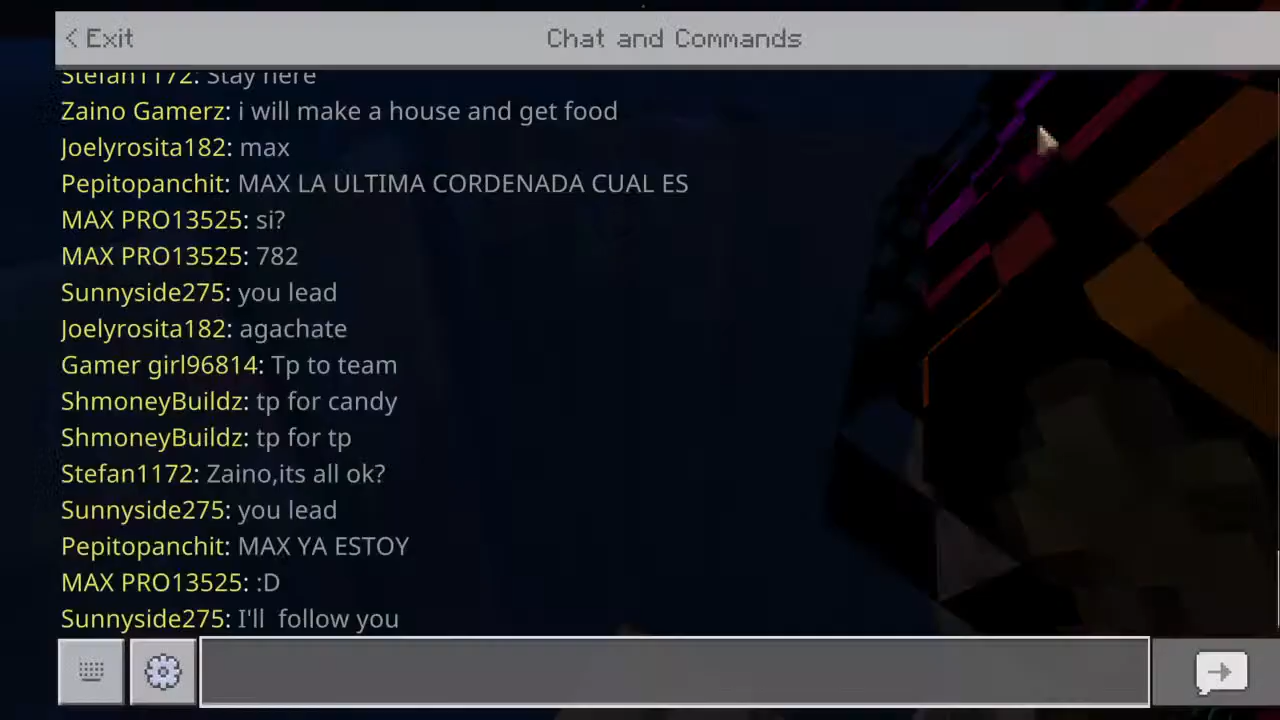 < Exit
Chat and Commands
Stefan1172: Stay here
Zaino Gamerz: i will make a house and get food
Joelyrosita182: max
Pepitopanchit: MAX LA ULTIMA CORDENADA CUAL ES
MAX PRO13525: si?
MAX PRO13525: 782
Sunnyside275: you lead
Joelyrosita182: agachate
Gamer girl96814: Tp to team
ShmoneyBuildz: tp for candy
ShmoneyBuildz: tp for tp
Stefan1172: Zaino,its all ok?
Sunnyside275: you lead
Pepitopanchit: MAX YA ESTOY
MAX PRO13525: :D
Sunnyside275: I'll  follow you